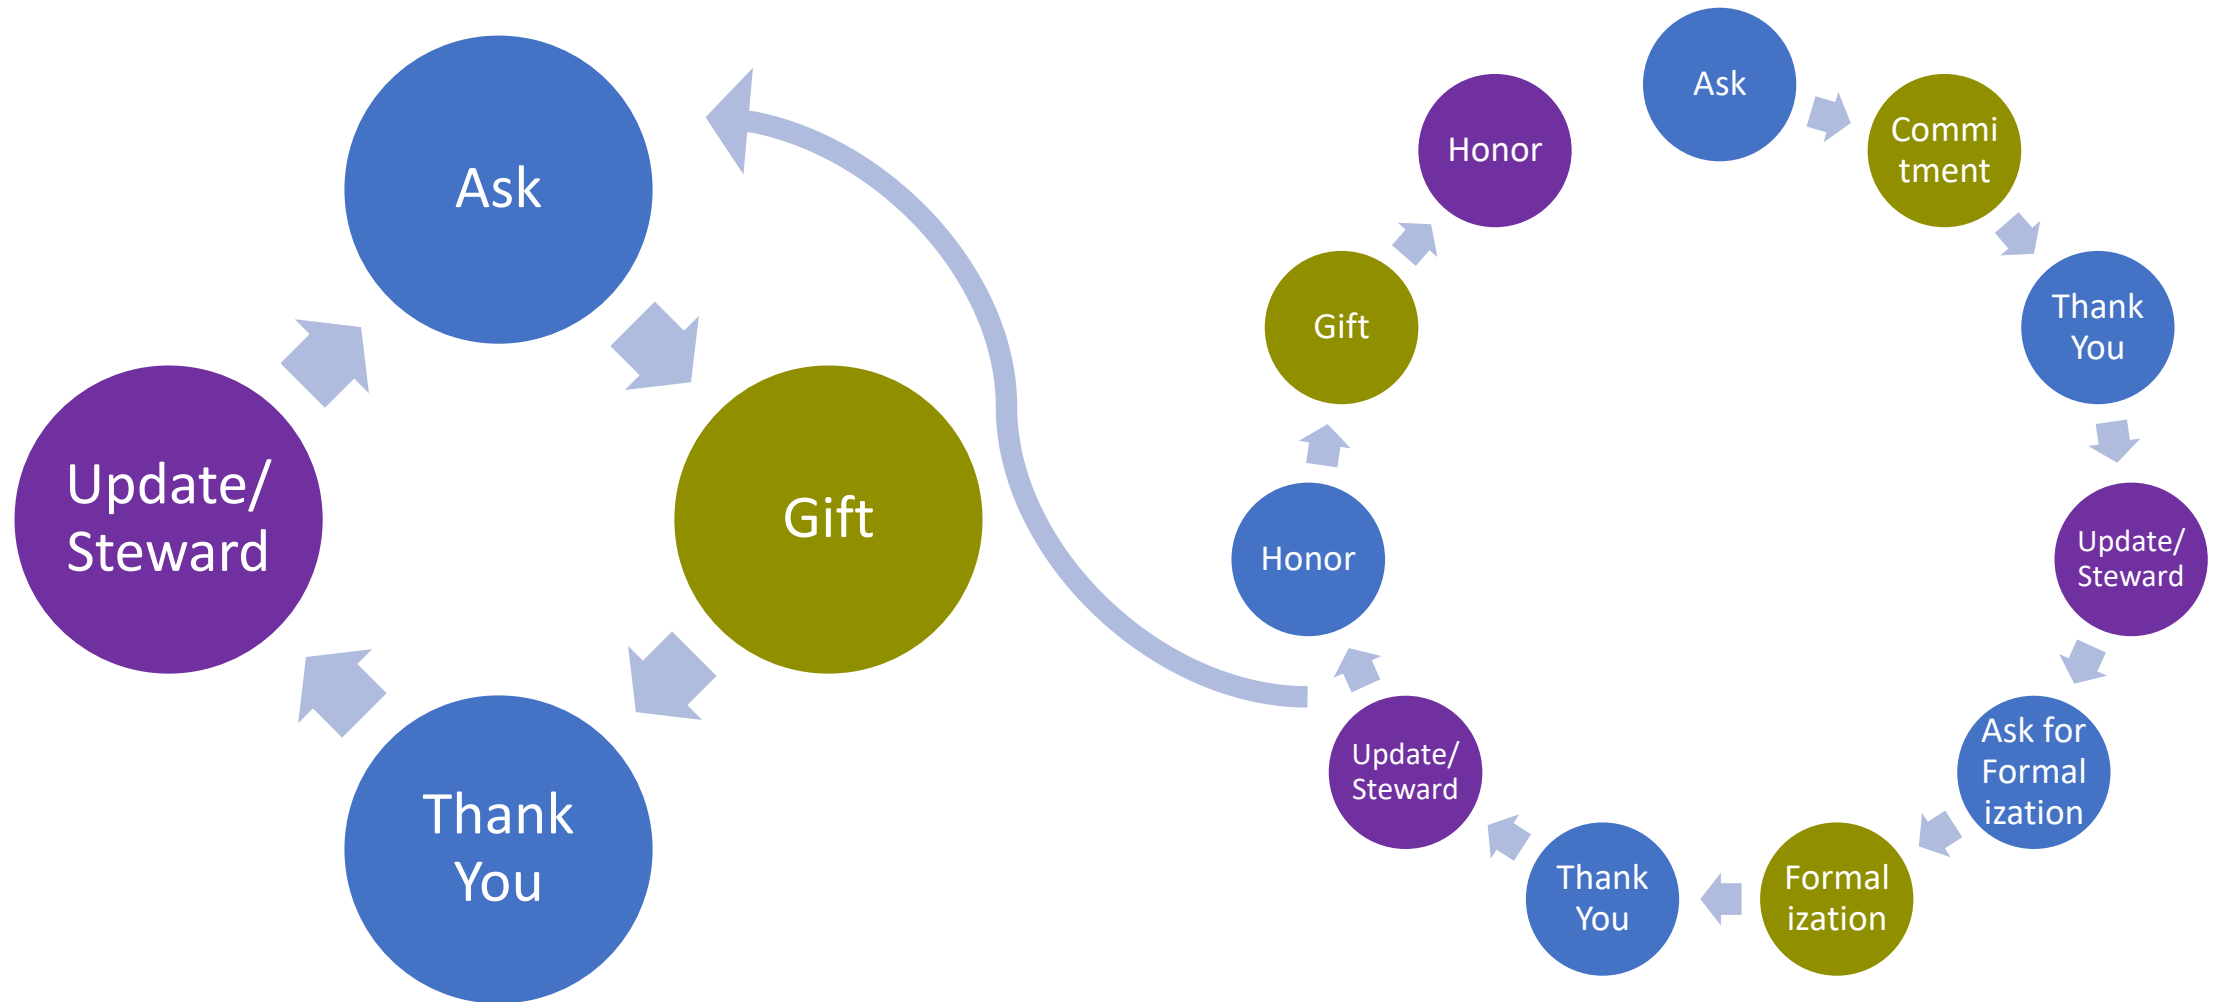 Ask
Gift
Thank
You
Update/
Steward
Ask
Commi
tment
Thank
You
Update/
Steward
Ask for
Formal
ization
Formal
ization
Thank
You
Update/
Steward
Honor
Gift
Honor